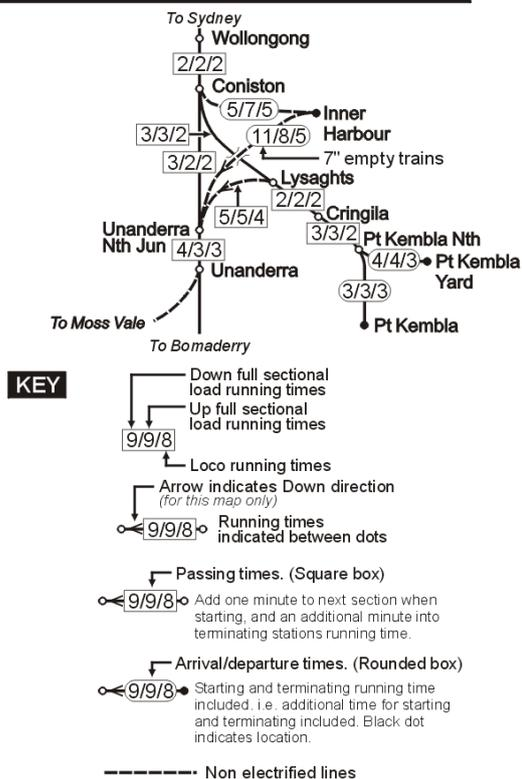 To Sydney
Wollongong
2/2/2
Coniston
5/7/5
Inner
Harbour
11/8/5
3/3/2
7" empty trains
3/2/2
Lysaghts
2/2/2
5/5/4
Cringila
Unanderra
Nth Jun
3/3/2
Pt Kembla Nth
4/3/3
4/4/3
Pt Kembla
Yard
Unanderra
3/3/3
To Moss Vale
Pt Kembla
To Bomaderry
KEY
Down full sectional
load running times
Up full sectional
load running times
9/9/8
Loco running times
Arrow indicates Down direction
(for this map only)
9/9/8
Running times
indicated between dots
Passing times. (Square box)
9/9/8
Add one minute to next section when
starting, and an additional minute into
terminating stations running time.
Arrival/departure times. (Rounded box)
9/9/8
Starting and terminating running time
included. i.e. additional time for starting
and terminating included. Black dot
indicates location.
Non electrified lines